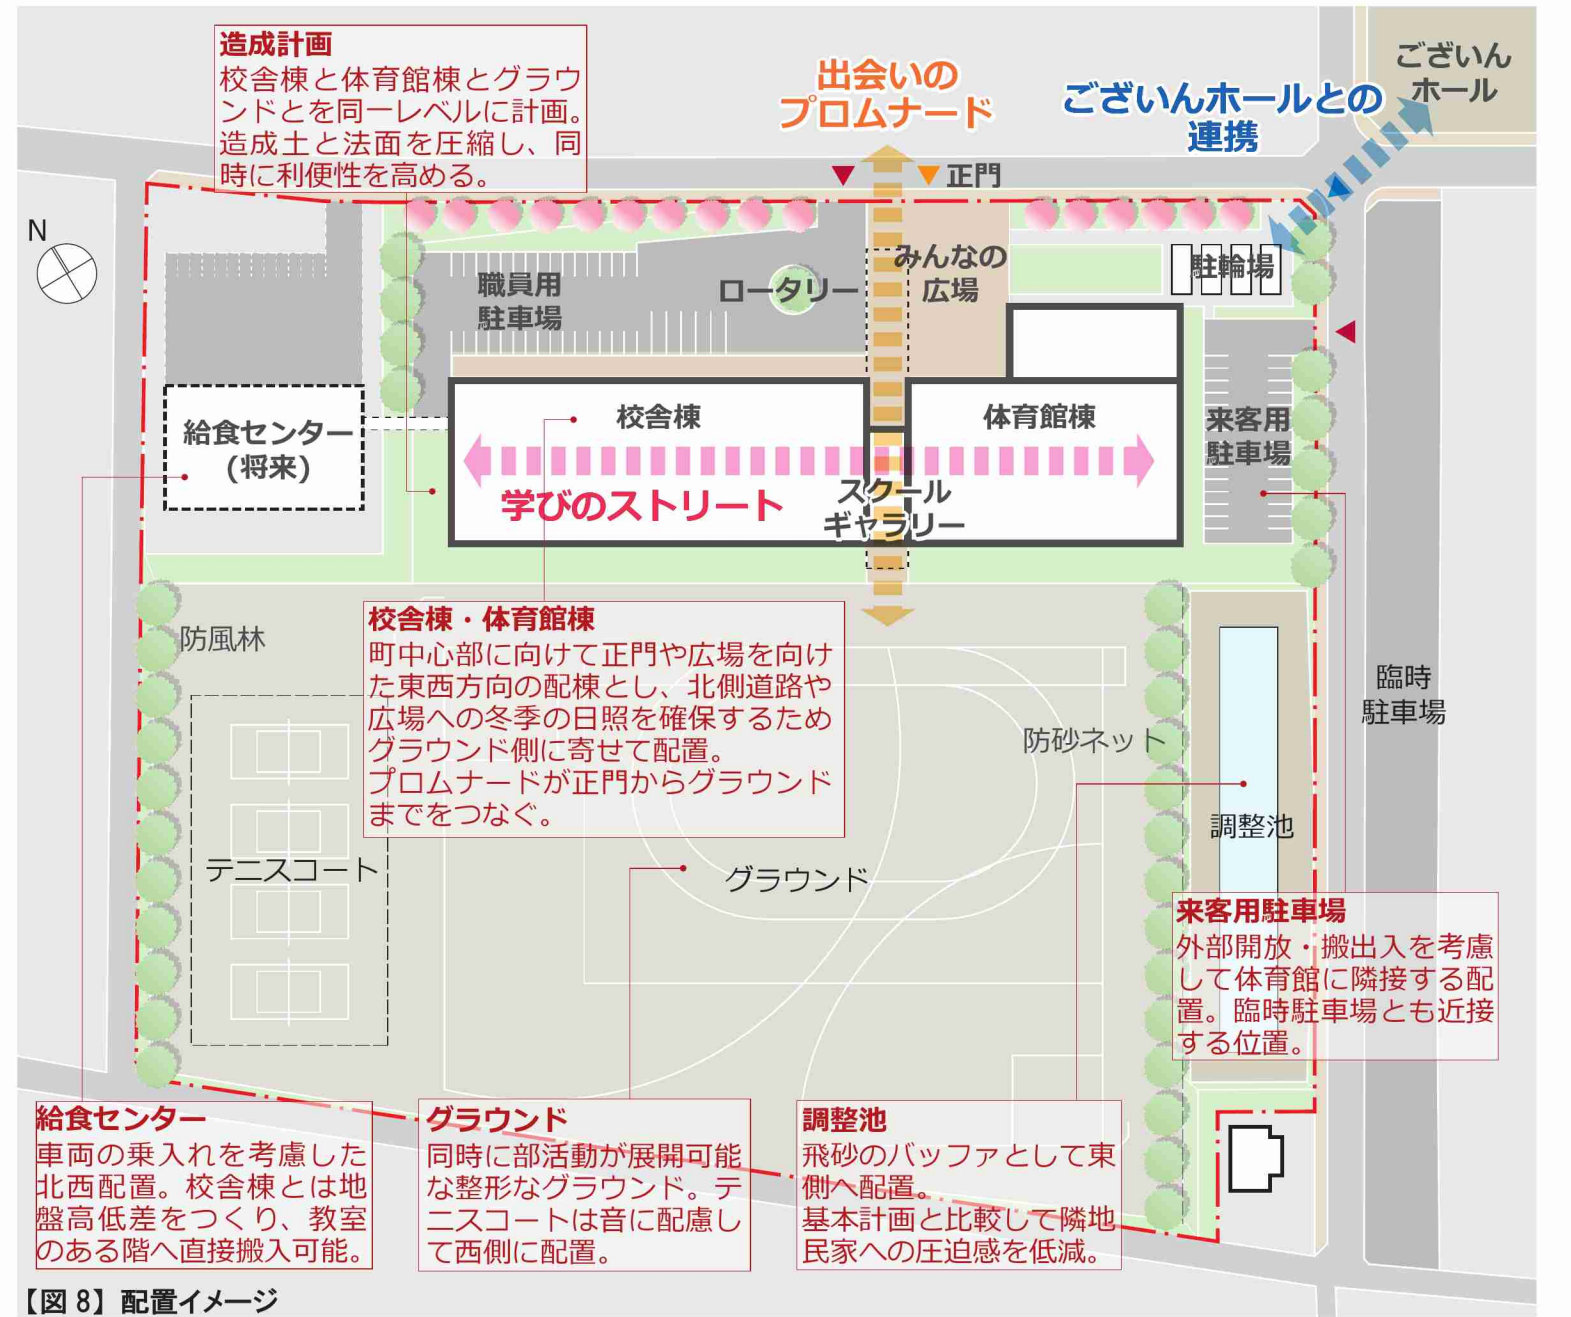 造成計画
校舎棟と体育館棟とグラウ
ンドとを同一レベルに計画。
造成土と法面を圧縮し、同
時に利便性を高める。
出会いの
プロムナード
ございんホールとの
連携
ございん
ホール
正門
N
職員用
駐車場
ロータリー
みんなの
広場
駐輪場
給食センター
(将来)
校舎棟
体育館棟
来客用
駐車場
学びのストリート
スクール
ギャラリー
校舎棟・体育館棟
町中心部に向けて正門や広場を向け
た東西方向の配棟とし、北側道路や
広場への冬季の日照を確保するため
グラウンド側に寄せて配置。
プロムナードが正門からグラウンド
までをつなぐ。
防風林
臨時
駐車場
防砂ネット
調整池
テニスコート
グラウンド
来客用駐車場
外部開放・搬出入を考慮
して体育館に隣接する配
置。臨時駐車場とも近接
する位置。
給食センター
車両の乗入れを考慮した
北西配置。校舎棟とは地
盤高低差をつくり、教室
のある階へ直接搬入可能。
グラウンド
同時に部活動が展開可能
な整形なグラウンド。テ
ニスコートは音に配慮し
て西側に配置。
調整池
飛砂のバッファとして東
側へ配置。
基本計画と比較して隣地
民家への圧迫感を低減。
【図 8】配置イメージ